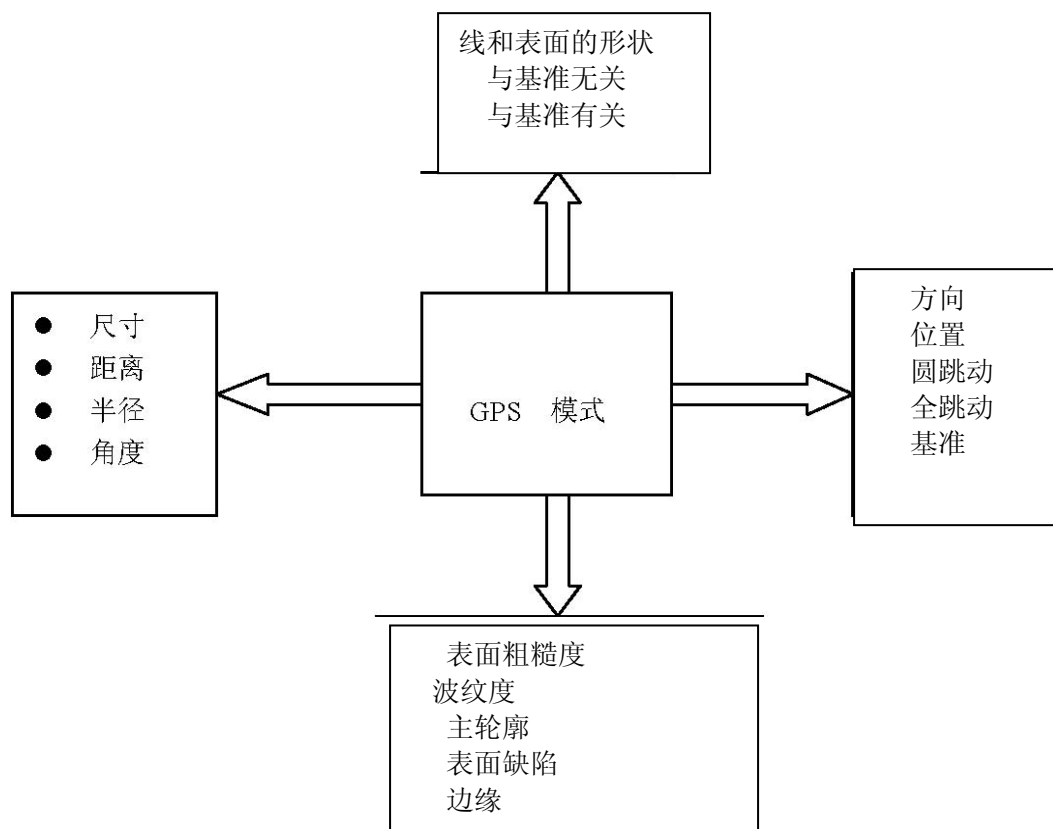 线和表面的形状
与基准无关
与基准有关
● 尺寸
● 距离
● 半径
● 角度
GPS 模式
方向
位置
圆跳动
全跳动
基准
表面粗糙度
波纹度
主轮廓
表面缺陷
边缘